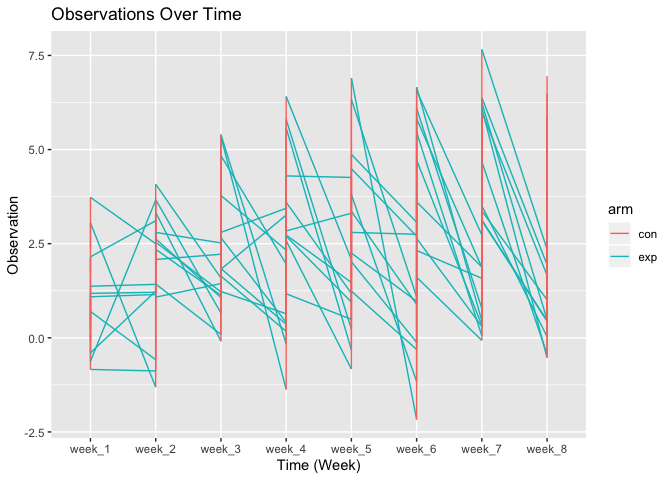 Observations Over Time
7.5
5.0
2.5
0.0
-2.5
Observation
week_1 week_2 week_3 week_4 week_5 week_6 week_7 week_8
Time (Week)
arm
con
exp